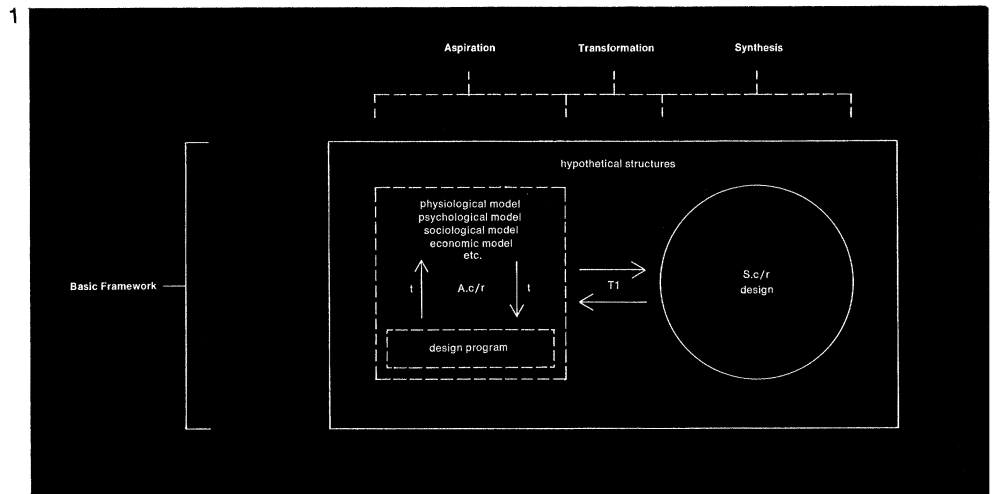 1
Aspiration
Transformation
Synthesis
hypothetical structures
physiological model
psychological model
sociological model
economic model
etc.
t
A.c/r
t
T1
S.c/r
design
Basic Framework
design program